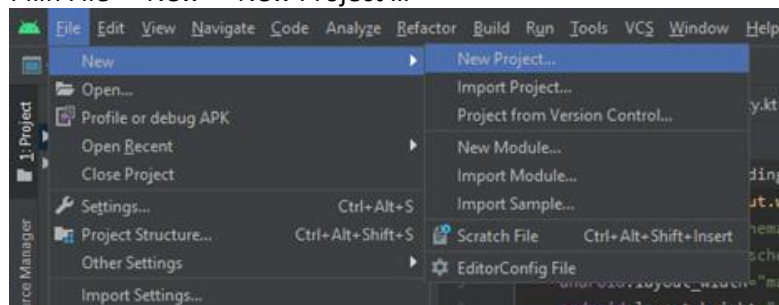 File Edit View Navigate Code Analyze Refactor Build Run Tools VCS Window Help
New
Open...
Profile or debug APK
Open Recent
Close Project
Settings... Ctrl+Alt+S
Project Structure... Ctrl+Alt+Shift+S
Other Settings
Import Settings...
New Project...
Import Project...
Project from Version Control...
New Module...
Import Module...
Import Sample...
Scratch File Ctrl+Alt+Shift+Insert
EditorConfig File
1: Project
y.kt